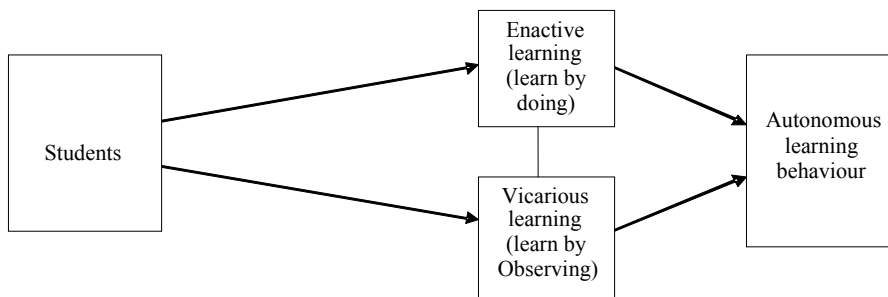 Students
Enactive
learning
(learn by
doing)
Vicarious
learning
(learn by
Observing)
Autonomous
learning
behaviour